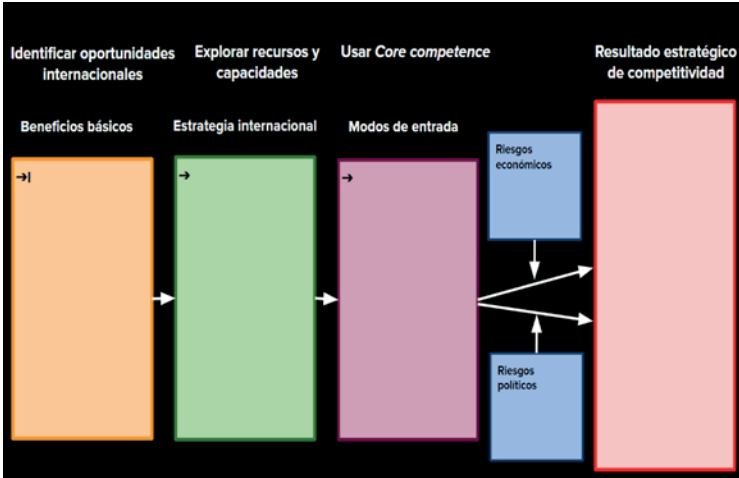 Identificar oportunidades
internacionales
Explorar recursos y
capacidades
Usar Core competence
Resultado estratégico
de competitividad
Beneficios básicos
Estrategia internacional
Modos de entrada
Riesgos
económicos
Riesgos
políticos